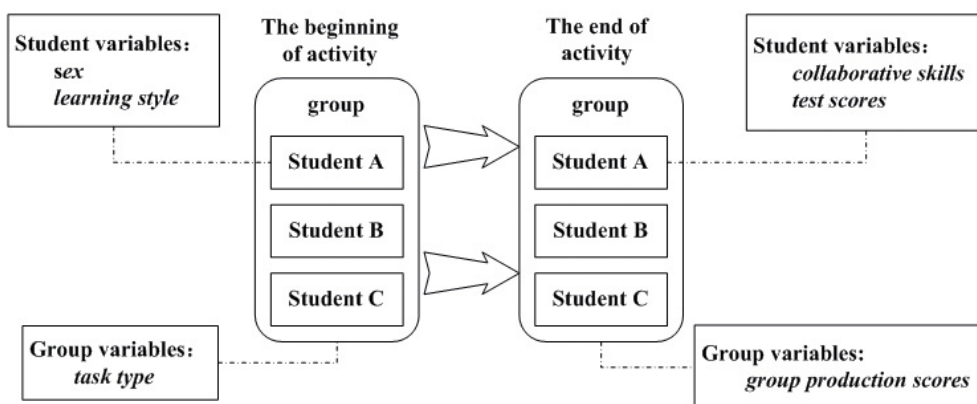 Student variables:
sex
learning style
The beginning
of activity
group
Student A
Student B
Student C
Group variables:
task type
The end of
activity
group
Student A
Student B
Student C
Student variables:
collaborative skills
test scores
Group variables:
group production scores